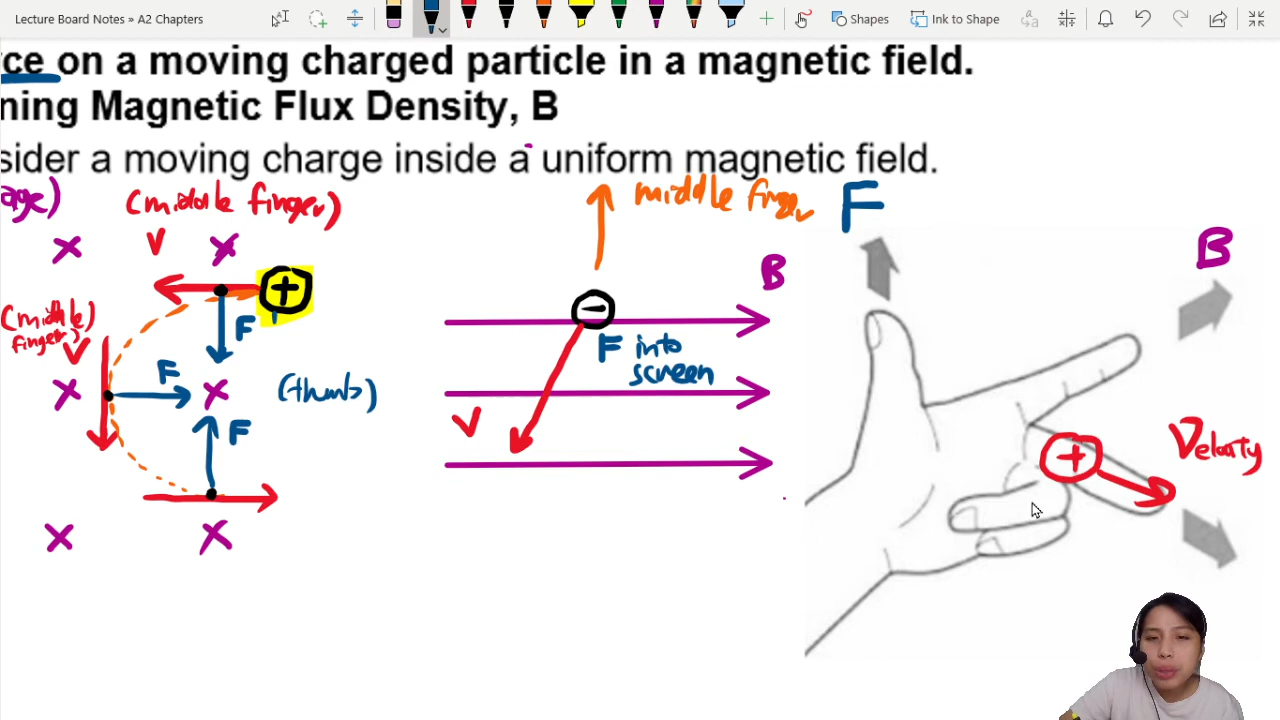 Lecture Board Notes » A2 Chapters
Shapes
Ink to Shape
ce on a moving charged particle in a magnetic field.
ning Magnetic Flux Density, B
sider a moving charge inside a uniform magnetic field.
age)
(middle finger)
V
+
F
(middle)
finger)
V
F
(thumb)
F
middle finger
B
-
F into
screen
V
F
B
+
Velocity